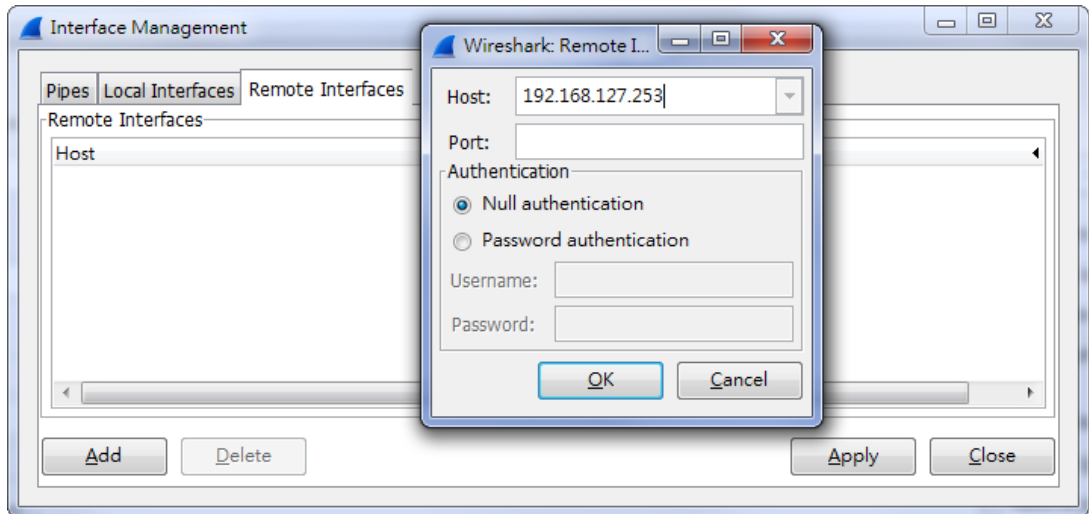 Interface Management
Pipes Local Interfaces Remote Interfaces
Remote Interfaces
Host
Add Delete
Apply Close
Wireshark: Remote I...
Host: 192.168.127.253
Port:
Authentication
Null authentication
Password authentication
Username:
Password:
OK Cancel